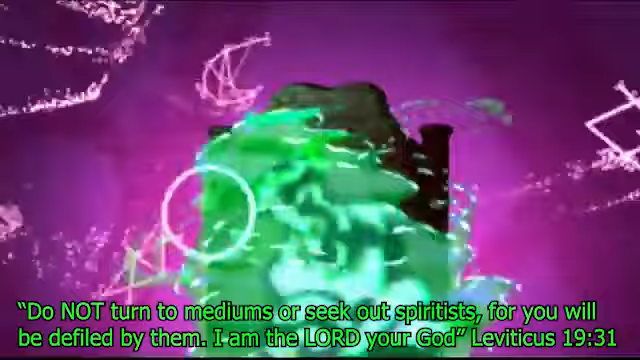 “Do NOT turn to mediums or seek out spiritists, for you will
be defiled by them. I am the LORD your God” Leviticus 19:31